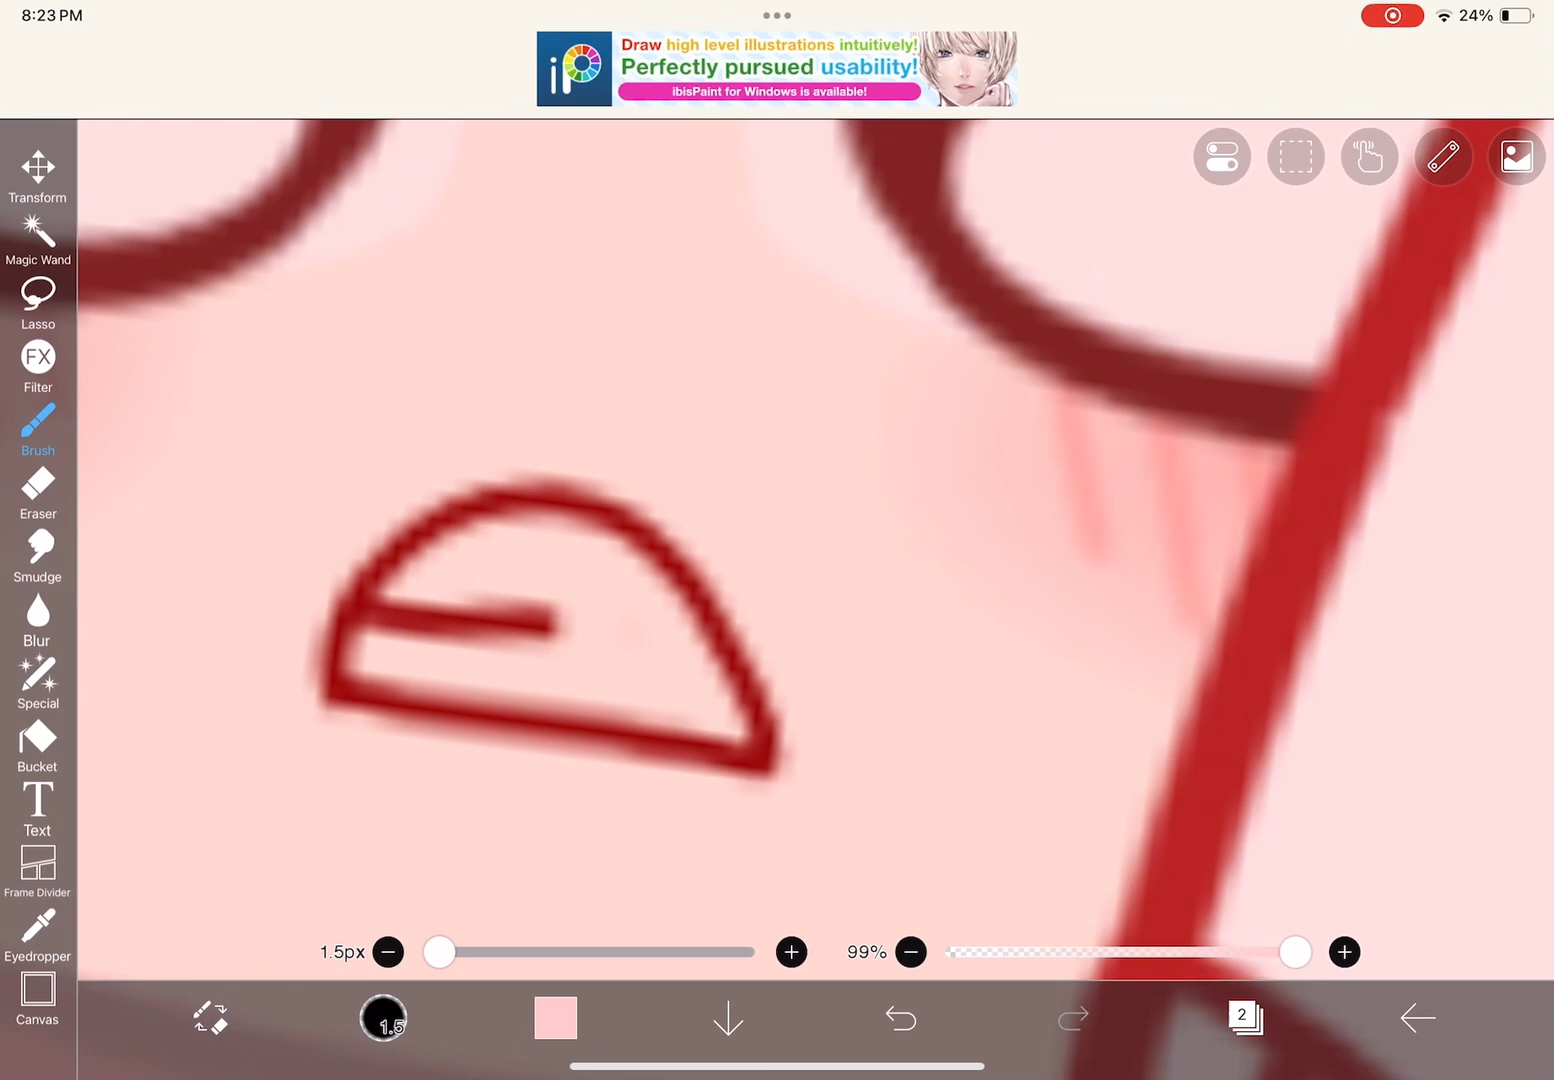 8:23 PM
24%
iP
Draw high level illustrations intuitively!
Perfectly pursued usability!
ibisPaint for Windows is available!
Transform
Magic Wand
Lasso
FX
Filter
Brush
Eraser
Smudge
Blur
Special
Bucket
T
Text
Frame Divider
Eyedropper
Canvas
1.5px
99%
1.5
2